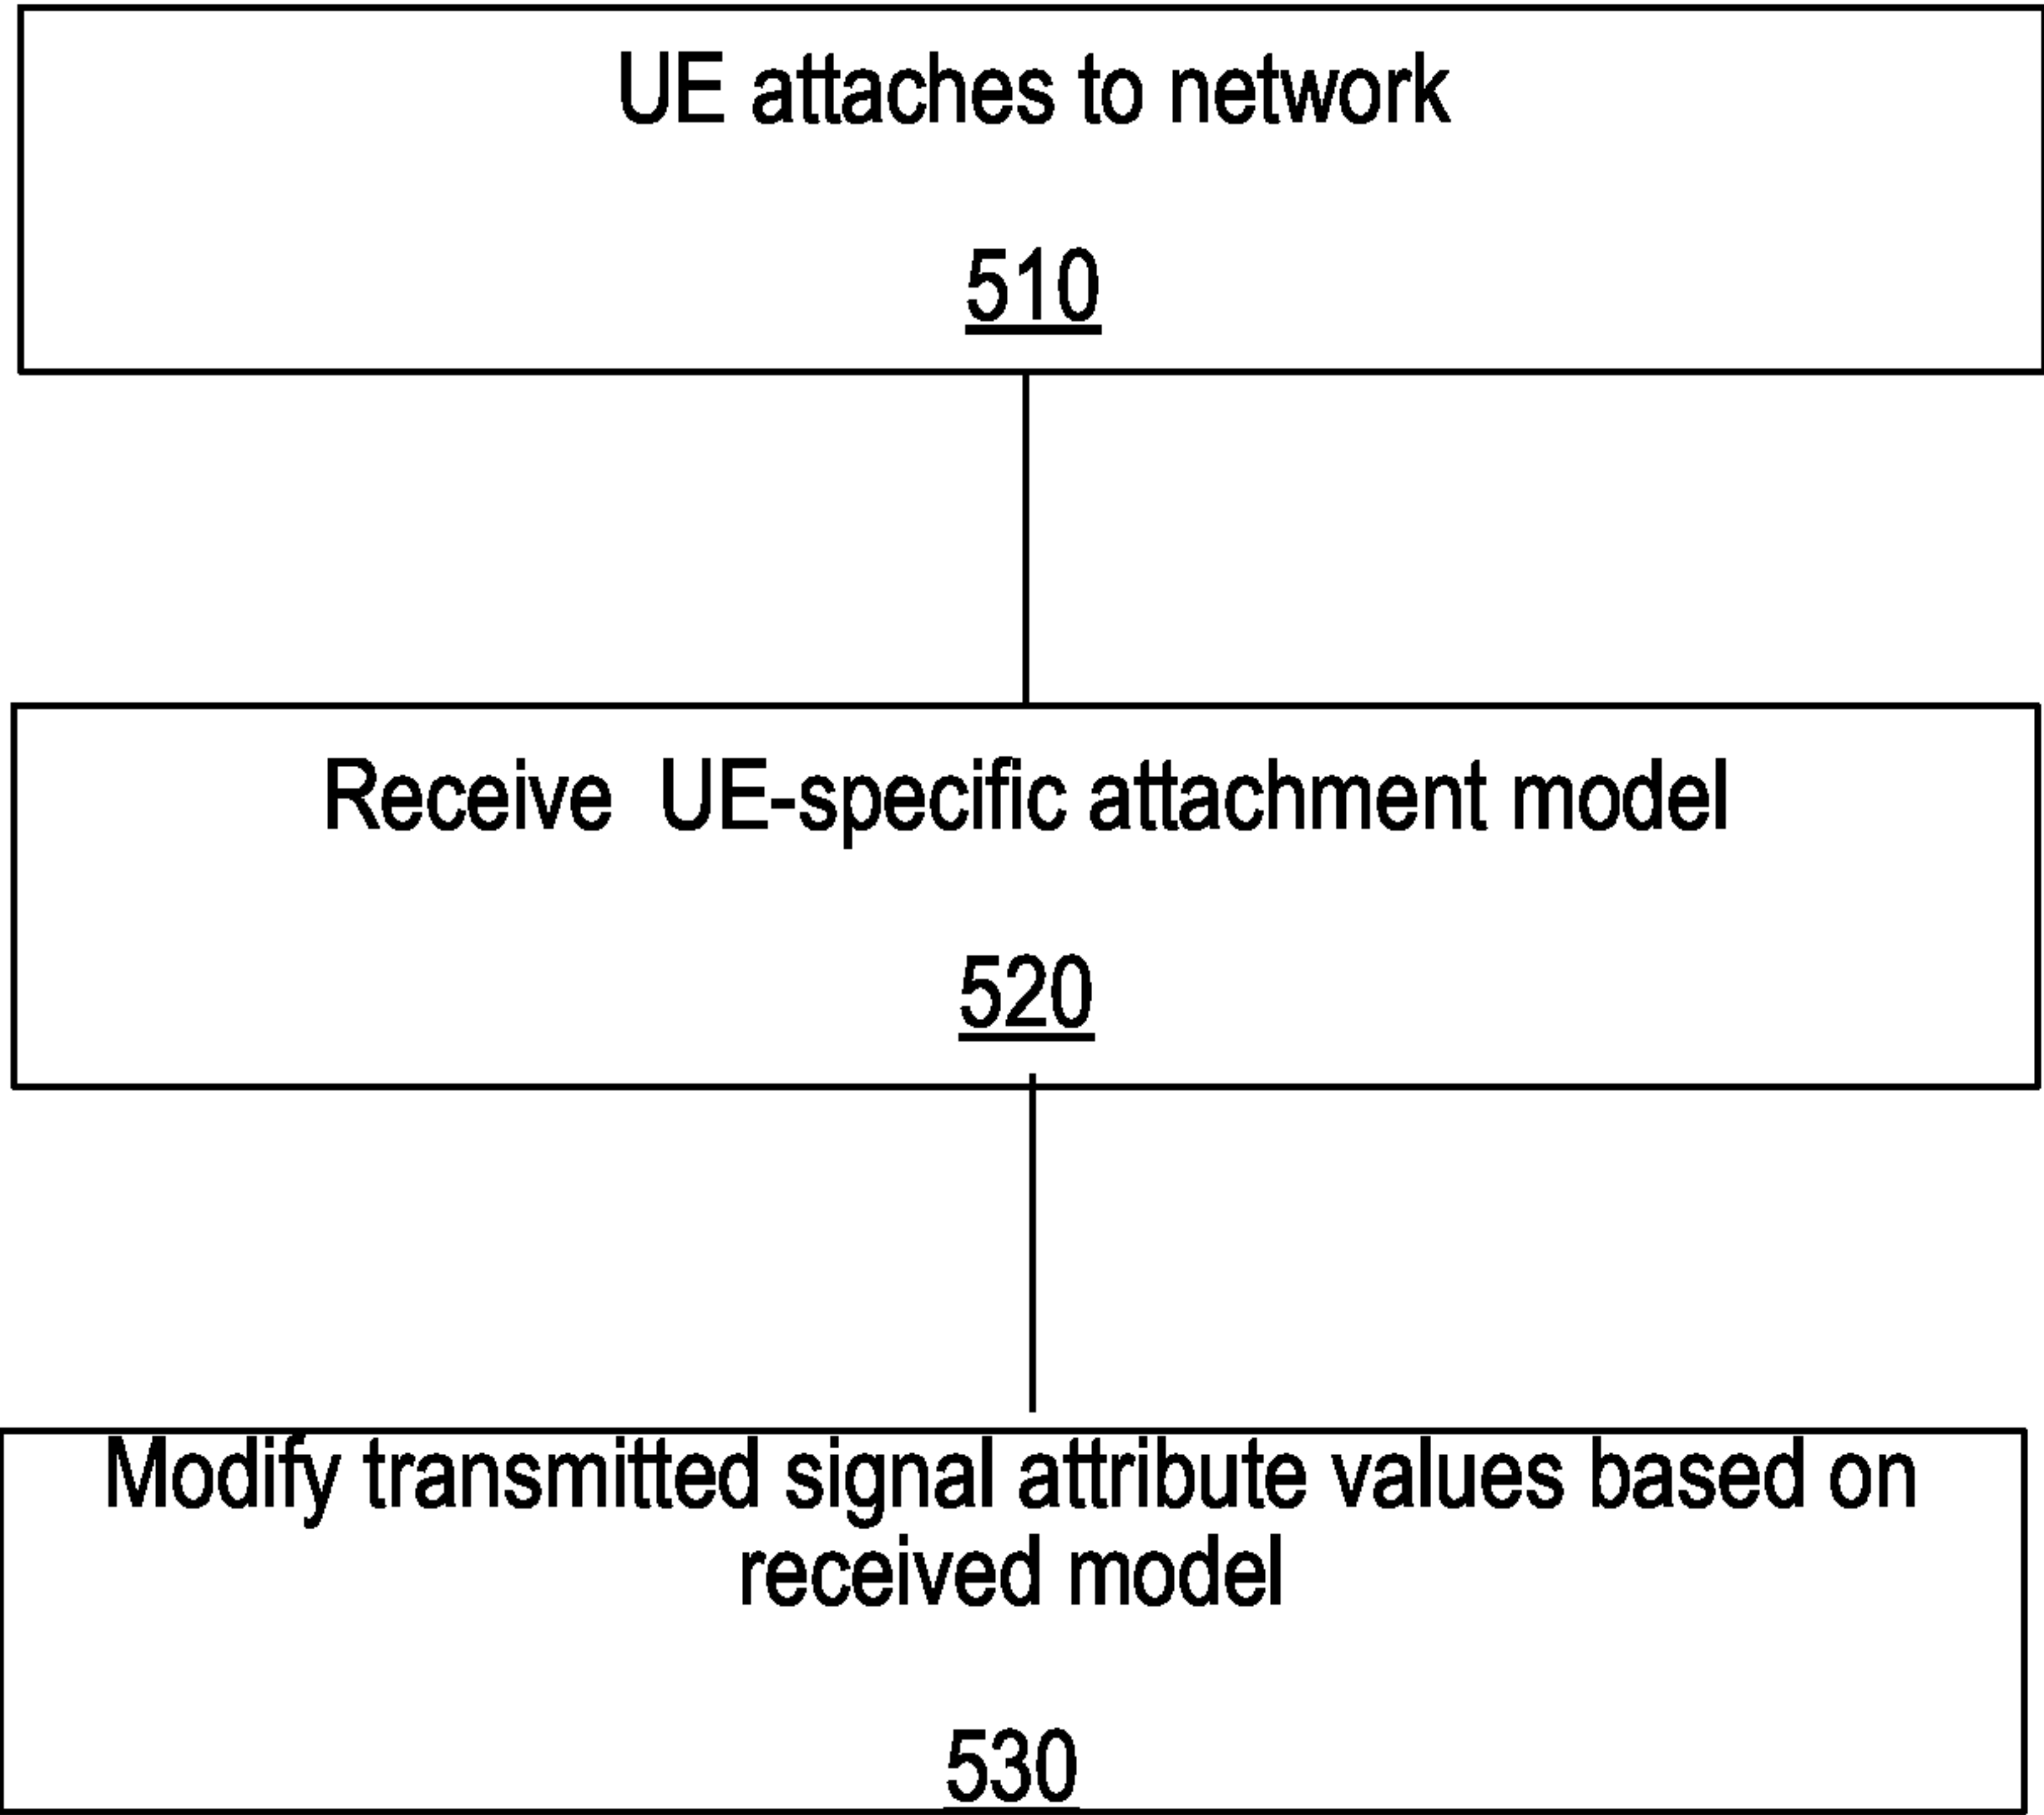 UE attaches to network
510
Receive UE-specific attachment model
520
Modify transmitted signal attribute values based on
received model
530